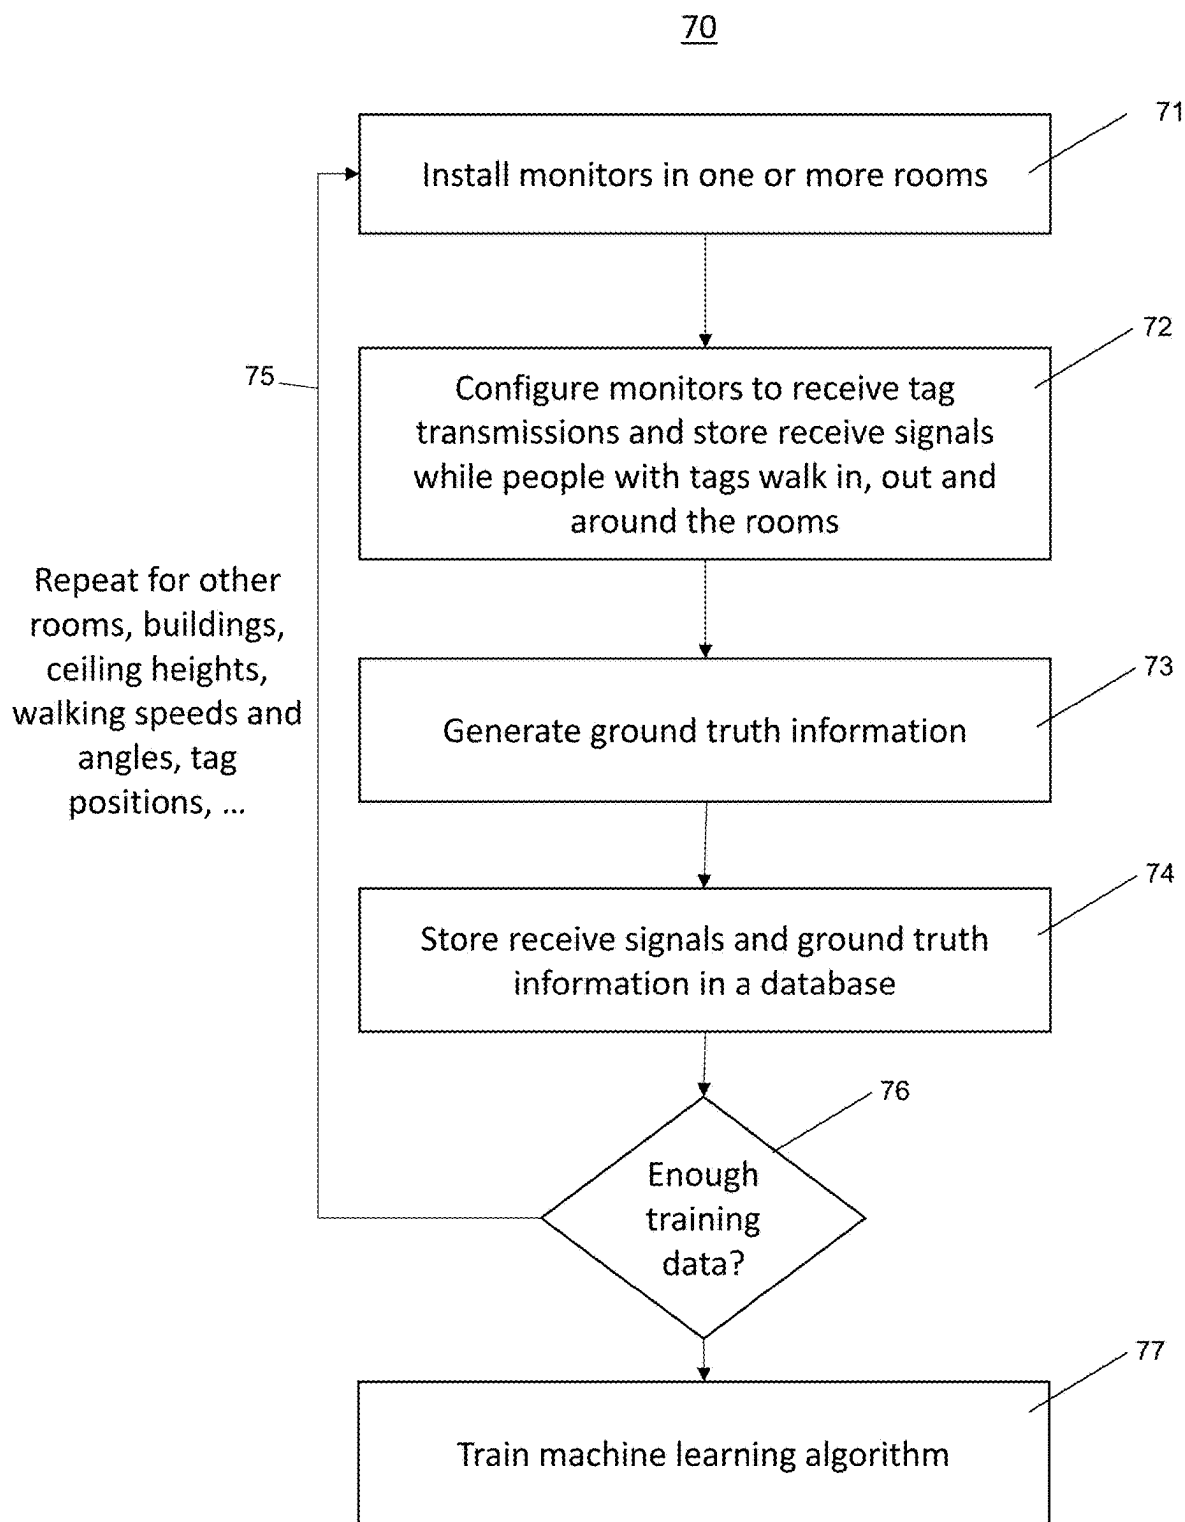 70
71
Install monitors in one or more rooms
72
Configure monitors to receive tag
transmissions and store receive signals
while people with tags walk in, out and
around the rooms
75
Repeat for other
rooms, buildings,
ceiling heights,
walking speeds and
angles, tag
positions, ...
73
Generate ground truth information
74
Store receive signals and ground truth
information in a database
76
Enough
training
data?
77
Train machine learning algorithm